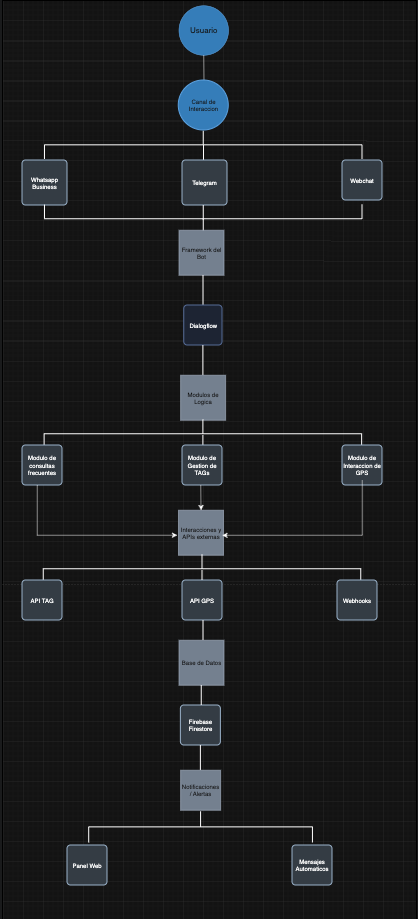 Usuario
Canal de
Interaccion
Whatsapp
Business
Telegram
Webchat
Framework del
Bot
Dialogflow
Modulos de
Logica
Modulo de
consultas
frecuentes
Modulo de
Gestion de
TAGs
Modulo de
Interaccion de
GPS
Interacciones y
APIs externas
API TAG
API GPS
Webhooks
Base de Datos
Firebase
Firestore
Notificaciones
/ Alertas
Panel Web
Mensajes
Automaticos